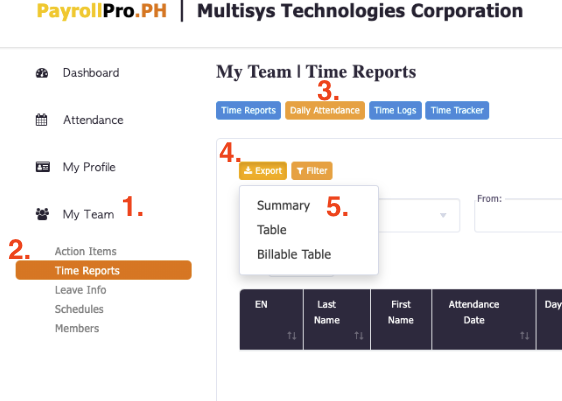 PayrollPro.PH | Multisys Technologies Corporation
Dashboard
Attendance
My Profile
My Team 1.
2. Action Items
Time Reports
Leave Info
Schedules
Members
My Team | Time Reports
3.
Time Reports Daily Attendance Time Logs Time Tracker
4.
Export Filter
Summary 5.
Table
Billable Table
From:
EN Last Name First Name Attendance Date Day